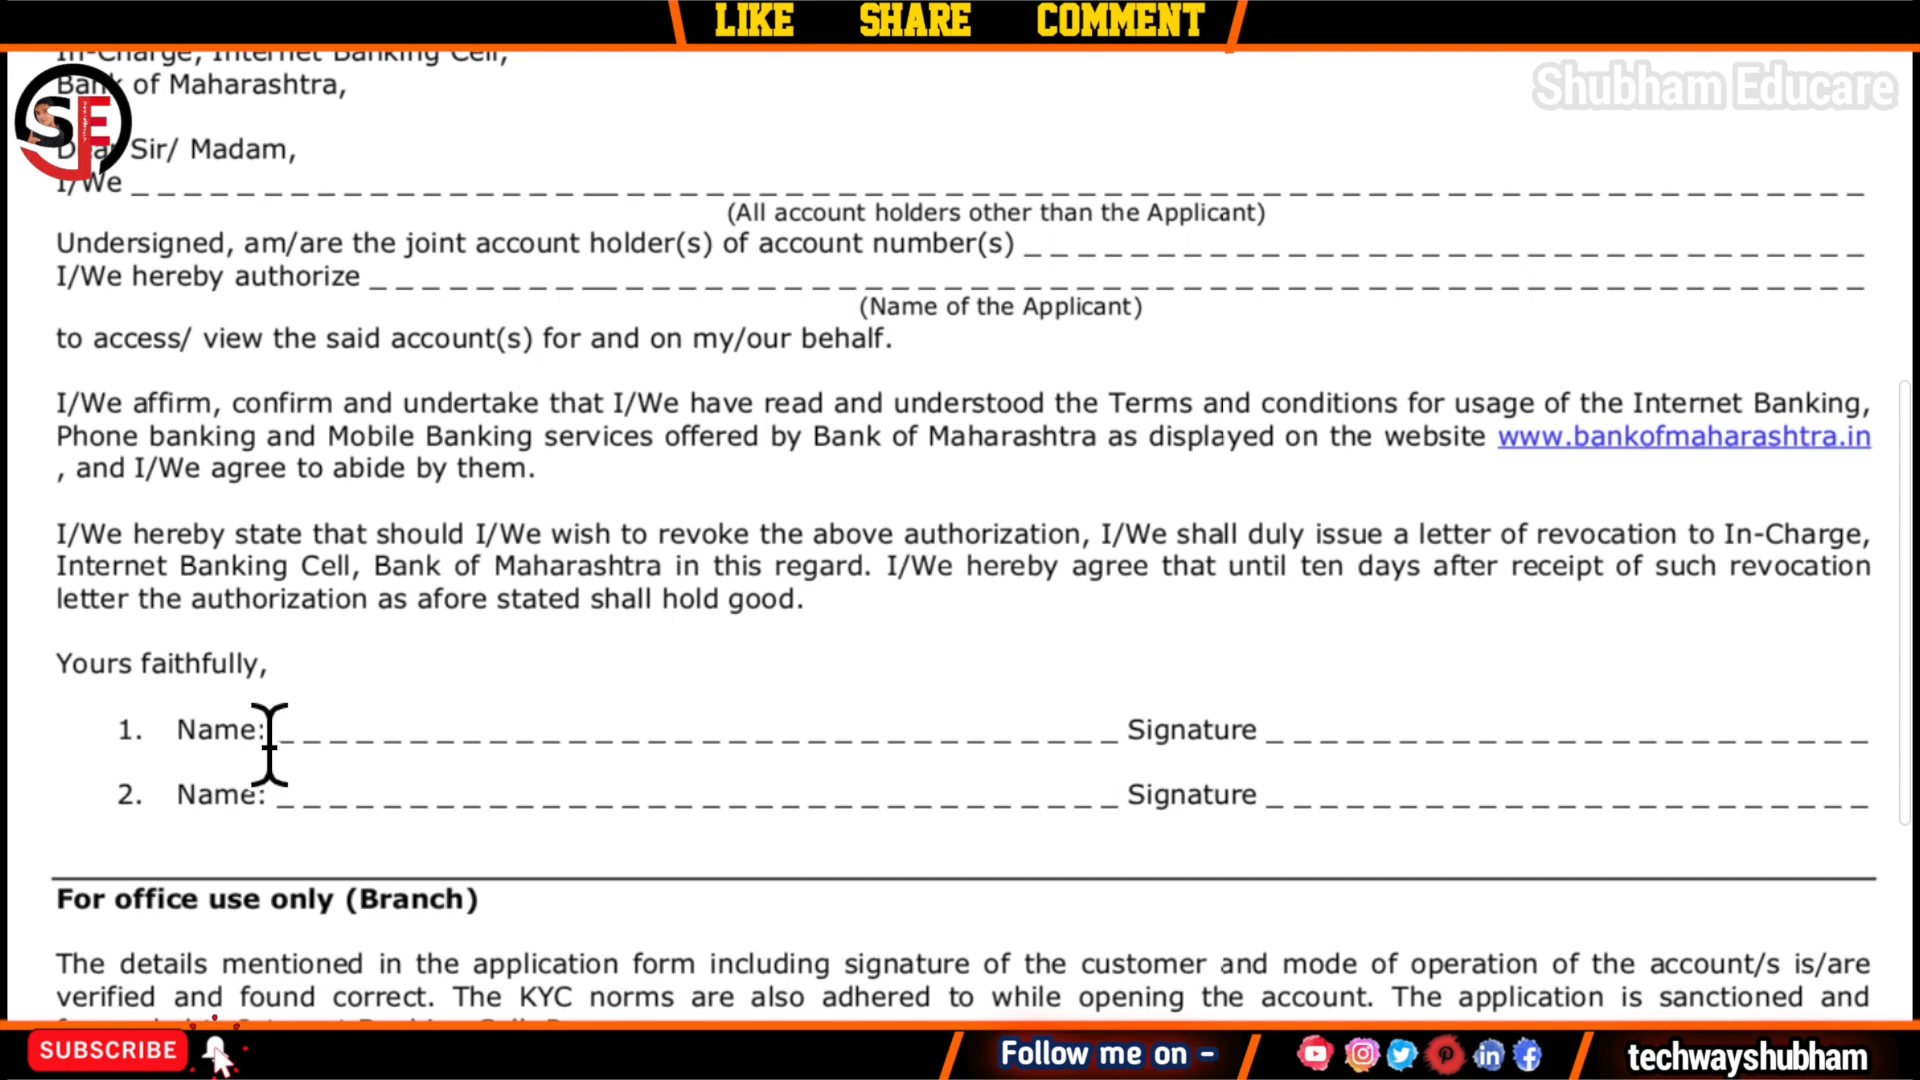 LIKE SHARE COMMENT
In-Charge, Internet Banking Cell,
Bank of Maharashtra,
Shubham Educare
SE
Dear Sir/ Madam,
I/We
(All account holders other than the Applicant)
Undersigned, am/are the joint account holder(s) of account number(s)
I/We hereby authorize
(Name of the Applicant)
to access/ view the said account(s) for and on my/our behalf.
I/We affirm, confirm and undertake that I/We have read and understood the Terms and conditions for usage of the Internet Banking,
Phone banking and Mobile Banking services offered by Bank of Maharashtra as displayed on the website www.bankofmaharashtra.in
, and I/We agree to abide by them.
I/We hereby state that should I/We wish to revoke the above authorization, I/We shall duly issue a letter of revocation to In-Charge,
Internet Banking Cell, Bank of Maharashtra in this regard. I/We hereby agree that until ten days after receipt of such revocation
letter the authorization as afore stated shall hold good.
Yours faithfully,
1. Name: Signature
2. Name: Signature
For office use only (Branch)
The details mentioned in the application form including signature of the customer and mode of operation of the account/s is/are
verified and found correct. The KYC norms are also adhered to while opening the account. The application is sanctioned and
SUBSCRIBE
Follow me on -
techwayshubham